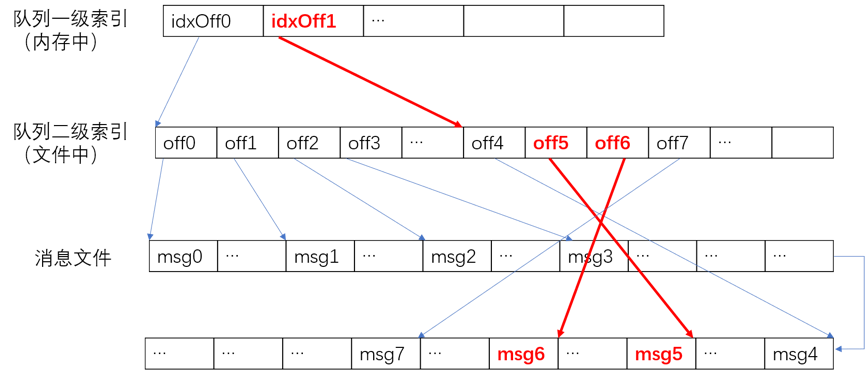 队列一级索引
（内存中）
idxOff0 idxOff1 …
队列二级索引
（文件中）
off0 off1 off2 off3 … off4 off5 off6 off7 …
消息文件
msg0 … msg1 … msg2 … msg3 … … …
… … … msg7 … msg6 … msg5 … msg4